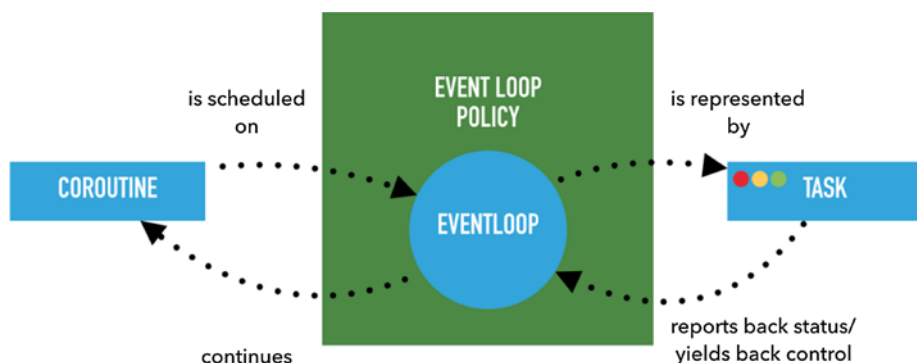 is scheduled
on
EVENT LOOP
POLICY
is represented
by
COROUTINE
EVENTLOOP
TASK
continues
reports back status/
yields back control